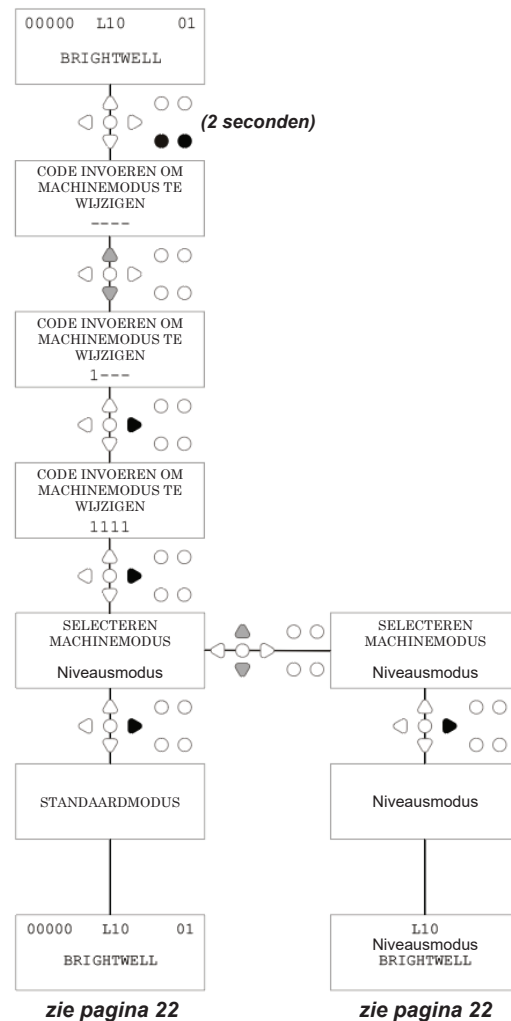 00000 L10 01
BRIGHTWELL
(2 seconden)
CODE INVOEREN OM
MACHINEMODUS TE
WIJZIGEN
----
CODE INVOEREN OM
MACHINEMODUS TE
WIJZIGEN
1---
CODE INVOEREN OM
MACHINEMODUS TE
WIJZIGEN
1111
SELECTEREN
MACHINEMODUS
Niveausmodus
SELECTEREN
MACHINEMODUS
Niveausmodus
STANDAARDMODUS
Niveausmodus
00000 L10 01
BRIGHTWELL
L10
Niveausmodus
BRIGHTWELL
zie pagina 22
zie pagina 22